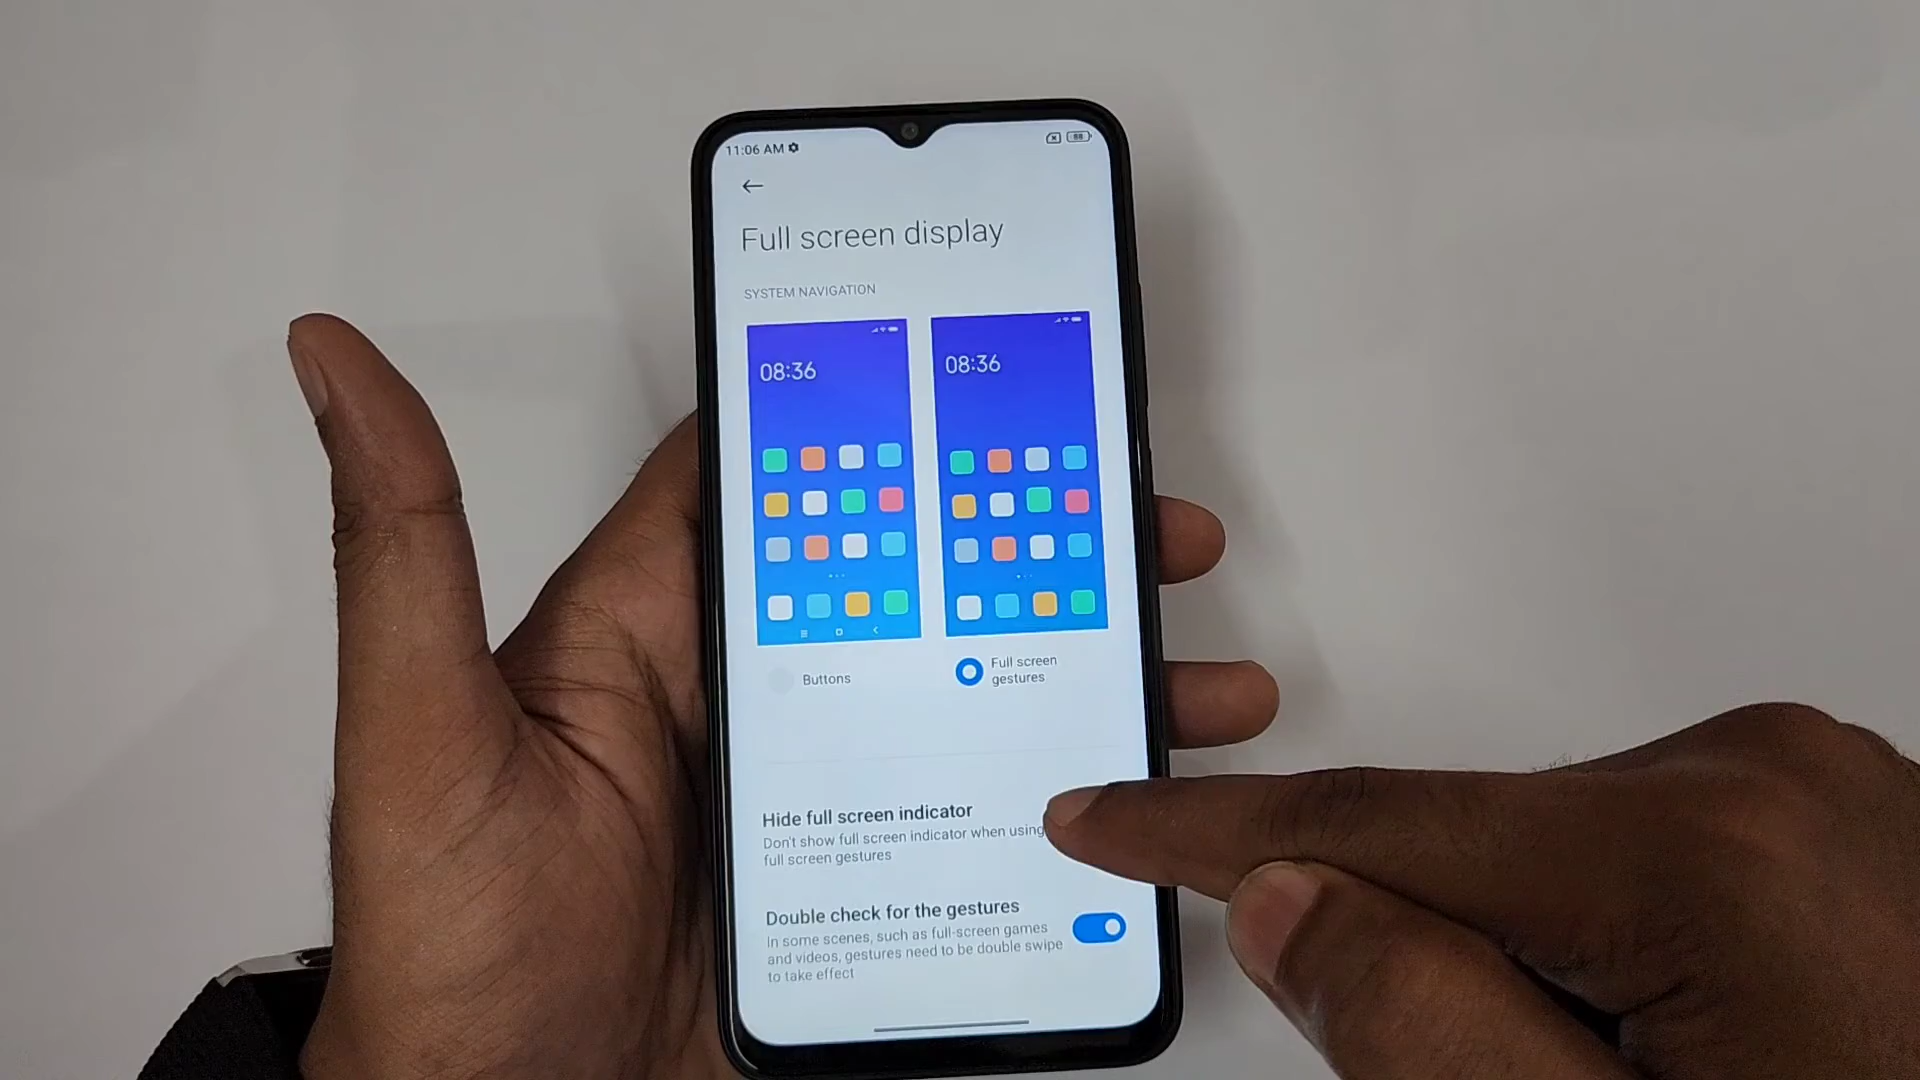 11:06 AM
88
Full screen display
SYSTEM NAVIGATION
08:36
08:36
Buttons
Full screen
gestures
Hide full screen indicator
Don't show full screen indicator when using
full screen gestures
Double check for the gestures
In some scenes, such as full-screen games
and videos, gestures need to be double swipe
to take effect